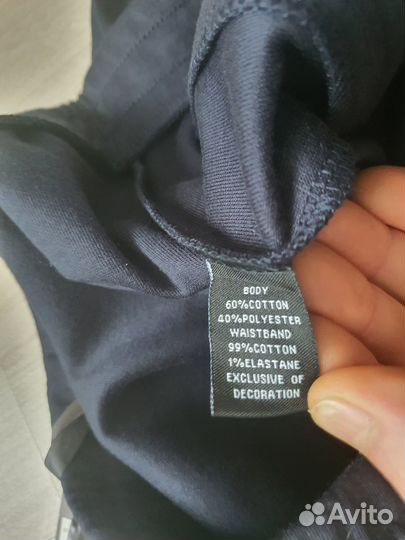 BODY
60%COTTON
40%POLYESTER
WAISTBAND
99%COTTON
1%ELASTANE
EXCLUSIVE OF
DECORATION
Avito